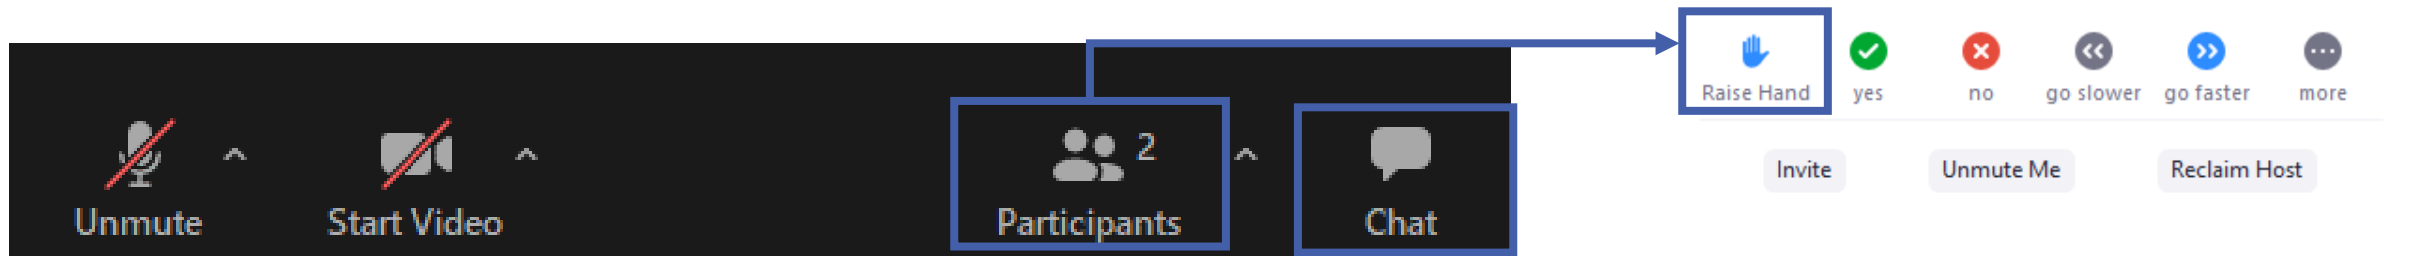 Unmute
Start Video
2
Participants
Chat
Raise Hand
yes
no
go slower
go faster
more
Invite
Unmute Me
Reclaim Host